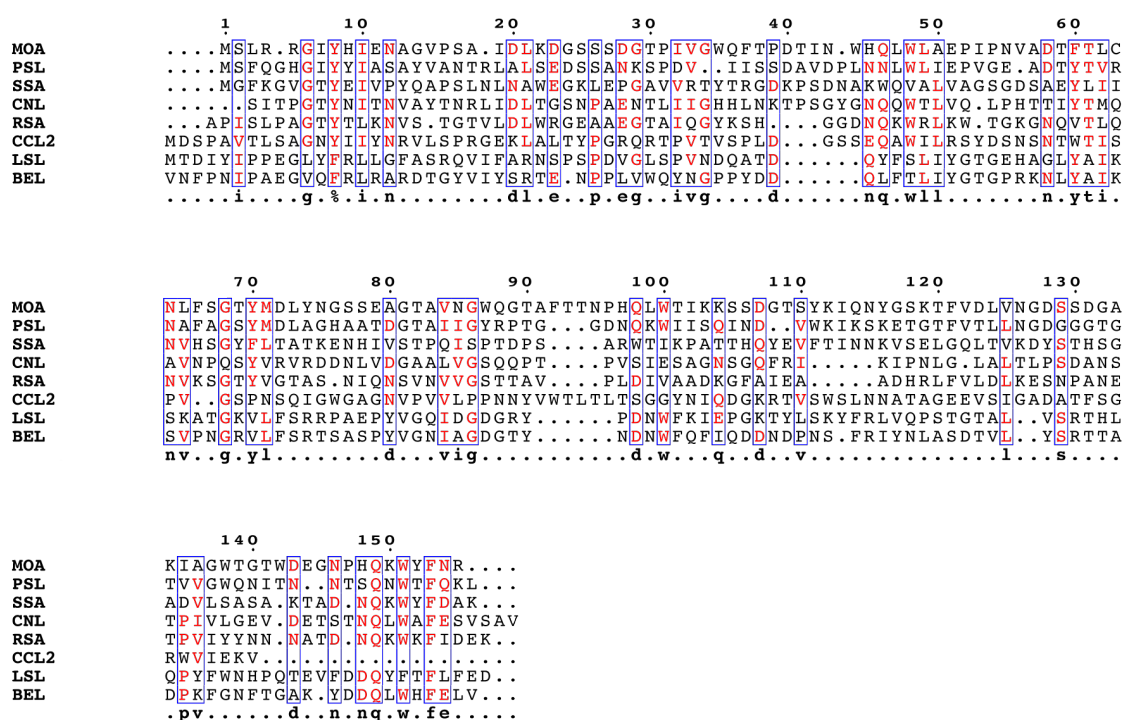 1 10 20 30 40 50 60
MOA ....MSLR.RGIYHIENAGVPSA.IDLKDGSSSDGTPIVGWQFTPDTIN.WHQLWLAEPIPNVADTFTLC
PSL ....MSFQGHGIYYIASAYVANTRLALSEDSSANKSPDV..IISSDAVDPLNNLWLIEPVGE.ADTYTVR
SSA ....MGFKGVGTYEIVPYQAPSLNLNAWEGKLEPGAVVRTYTRGDKPSDNAKWQVALVAGSGDSAEYLII
CNL ......SITPGTYNITNVAYTNRLIDLTGSNPAENTLIIGHHLNKTPSGYGNQQWTLVQ.LPHTTIYTMQ
RSA ...APISLPAGTYTLKNVS.TGTVLDLWRGEAAEGTAIQGYKSH....GGDNQKWRLKW.TGKGNQVTLQ
CCL2 MDSPAVTLSAGNYIIYNRVLSPRGEKLALTYPGRQRTPVTVSPLD...GSSEQAWILRSYDSNSNTWTIS
LSL MTDIYIPPEGLYFRLLGFASRQVIFARNSPSPDVGLSPVNDQATD......QYFSLIYGTGEHAGLYAIK
BEL VNFPNIPAEGVQFRLRARDTGYVIYSRTE.NPPLVWQYNGPPYDD......QLFTLIYGTGPRKNLYAIK
.....i....g.%.i.n........dl.e..p.eg..ivg....d......nq.wll.......n.yti.
70 80 90 100 110 120 130
MOA NLFSGTYMDLYNGSSEAGTAVNGWQGTAFTTNPHQLWTIKSSDGTSYKIQNYGSKTFVDLVNGDSSDGA
PSL NAFAGSYMDLAGHAATDGTAIIGYRPTG...GDNQKWIISQIND.VWKIKSKETGTFVTLLNGDGGGTG
SSA NVHSGYFLTATKENHIVSTPQISPTDPS.....ARWTIKPATTHQYEVFTINNKVSELGQLTVKDYSTHSG
CNL AVNPQSYVRVRDDNLVDGAALVGSQQPT....PVSIESAGNSGQFRI.....KIPNLG.LALTLPSDANS
RSA NVKSGTYVGTAS.NIQNSVNVVGSTTAV....PLDIVAADKGFAIEA.....ADHRLFVLDLKESNPANE
CCL2 PV..GSPNSQIGWGAGNVPVVLPPNNYVWTLTLTSGGYNIQDGKRTVSWSLNNATAGEEVSIGADATFSG
LSL SKATGKVLFSRRPAEPYVGQIDGDGRY......PDNWFKIEPGKTYLSKYFRLVQPSTGTAL..VSRTHL
BEL SVPNGRVLFSRTSASPYVGNIAGDGTY......NDNWFQFIQDDNDPNS.FRIYNLASDTVL..YSRTTA
nv..g.yl........d...vig...........d.w...q..d..v..............l...s....
140 150
MOA KIAGWTGTWDEGNPHQKWYFNR....
PSL TVVGWQNITN..NTSQNWTFQKL...
SSA ADVLSASA.KTAD.NQKWYFDAK...
CNL TPIVLGEV.DETSTNQLWAFESVSAV
RSA TPVIYYNN.NATD.NQKWKFIDEK..
CCL2 RWVIEKV...................
LSL QPYFWNHPQTEVFDDQYFTFLFED..
BEL DPKFGNFTGAK.YDDQLWHFELV...
.pv......d..n.nq.w.fe.....